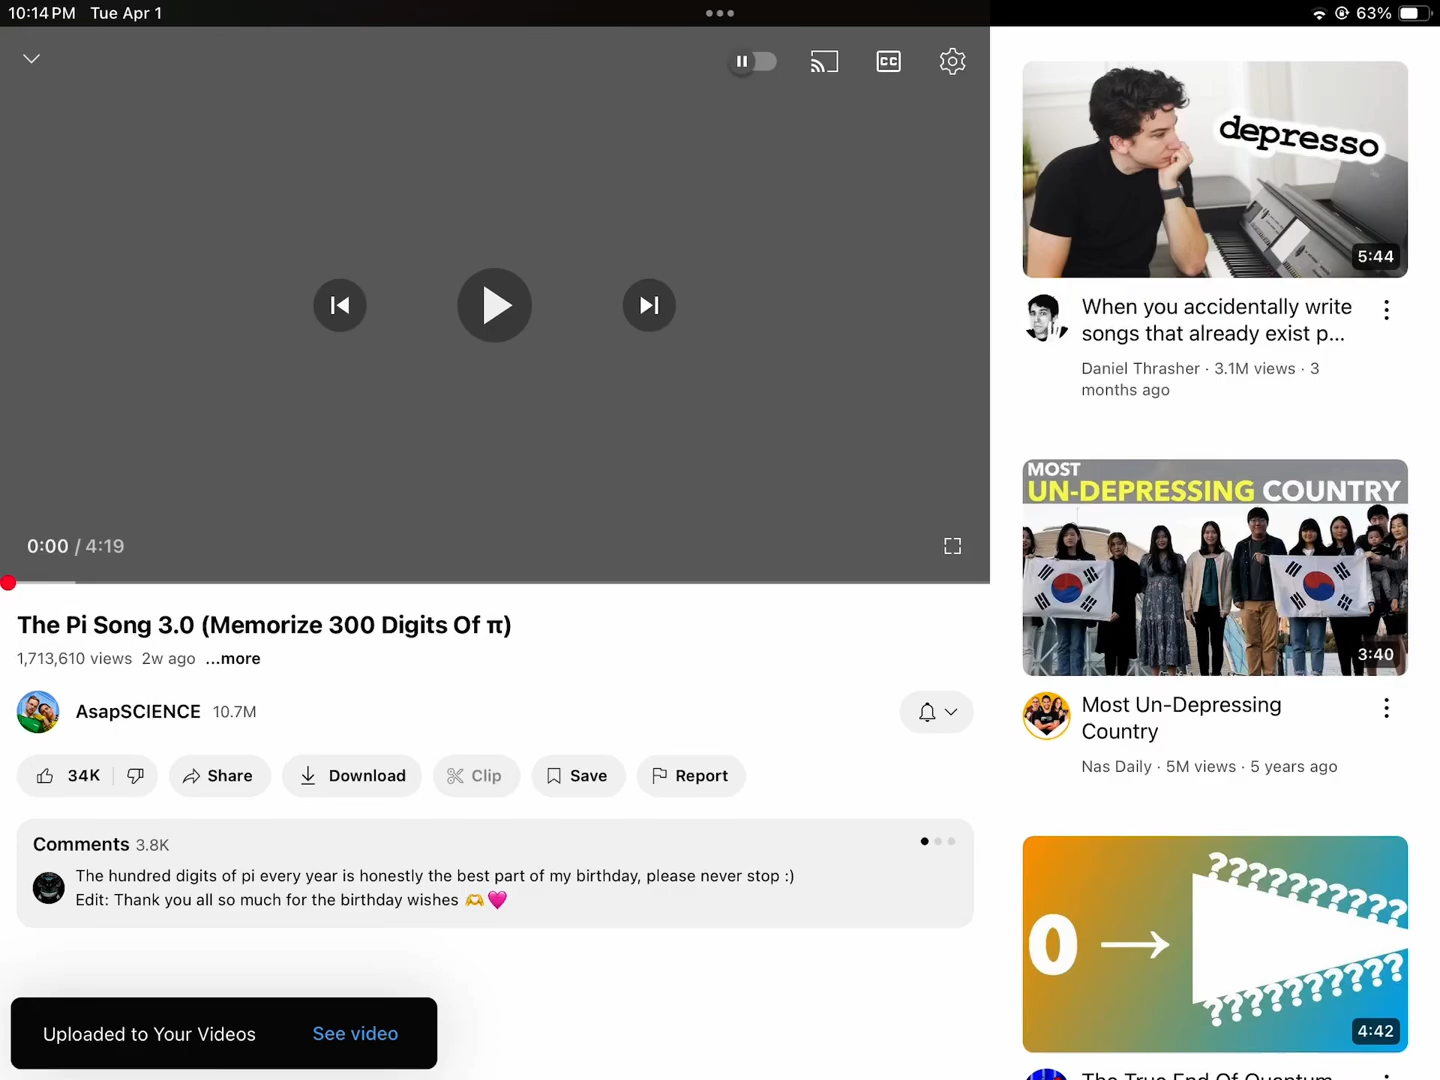 10:14 PM Tue Apr 1
63%
CC
0:00 / 4:19
The Pi Song 3.0 (Memorize 300 Digits Of π)
1,713,610 views 2w ago ...more
AsapSCIENCE 10.7M
34K
Share
Download
Clip
Save
Report
Comments 3.8K
The hundred digits of pi every year is honestly the best part of my birthday, please never stop :)
Edit: Thank you all so much for the birthday wishes 🫶🩷
Uploaded to Your Videos See video
depresso
5:44
When you accidentally write
songs that already exist p...
Daniel Thrasher · 3.1M views · 3
months ago
MOST
UN-DEPRESSING COUNTRY
3:40
Most Un-Depressing
Country
Nas Daily · 5M views · 5 years ago
?????????
0 →
?????????
4:42
The True End Of Quantum